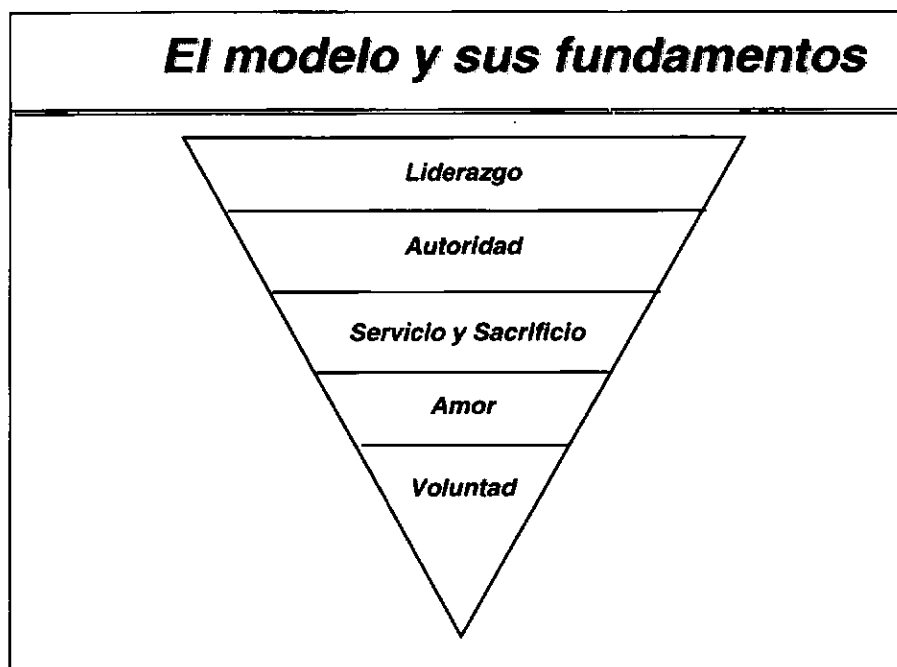 El modelo y sus fundamentos
Liderazgo
Autoridad
Servicio y Sacrificio
Amor
Voluntad